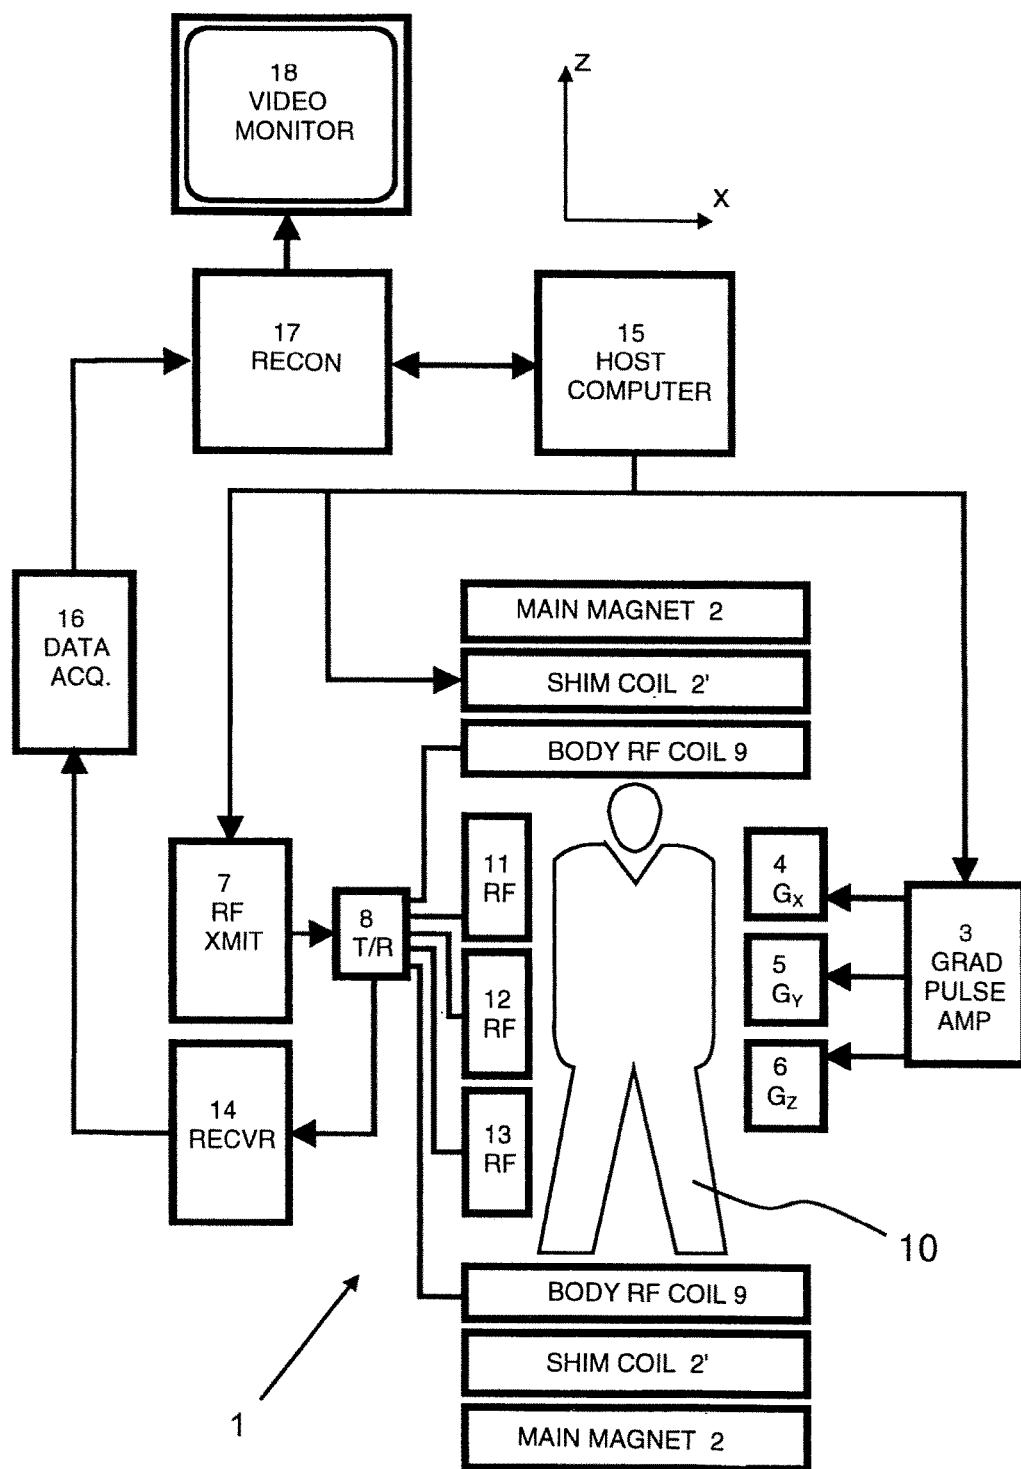 18
VIDEO
MONITOR
Z
X
17
RECON
15
HOST
COMPUTER
16
DATA
ACQ.
MAIN MAGNET 2
SHIM COIL 2'
BODY RF COIL 9
7
RF
XMIT
8
T/R
11
RF
12
RF
13
RF
4
GX
5
GY
6
GZ
3
GRAD
PULSE
AMP
14
RECVR
10
BODY RF COIL 9
SHIM COIL 2'
MAIN MAGNET 2
1